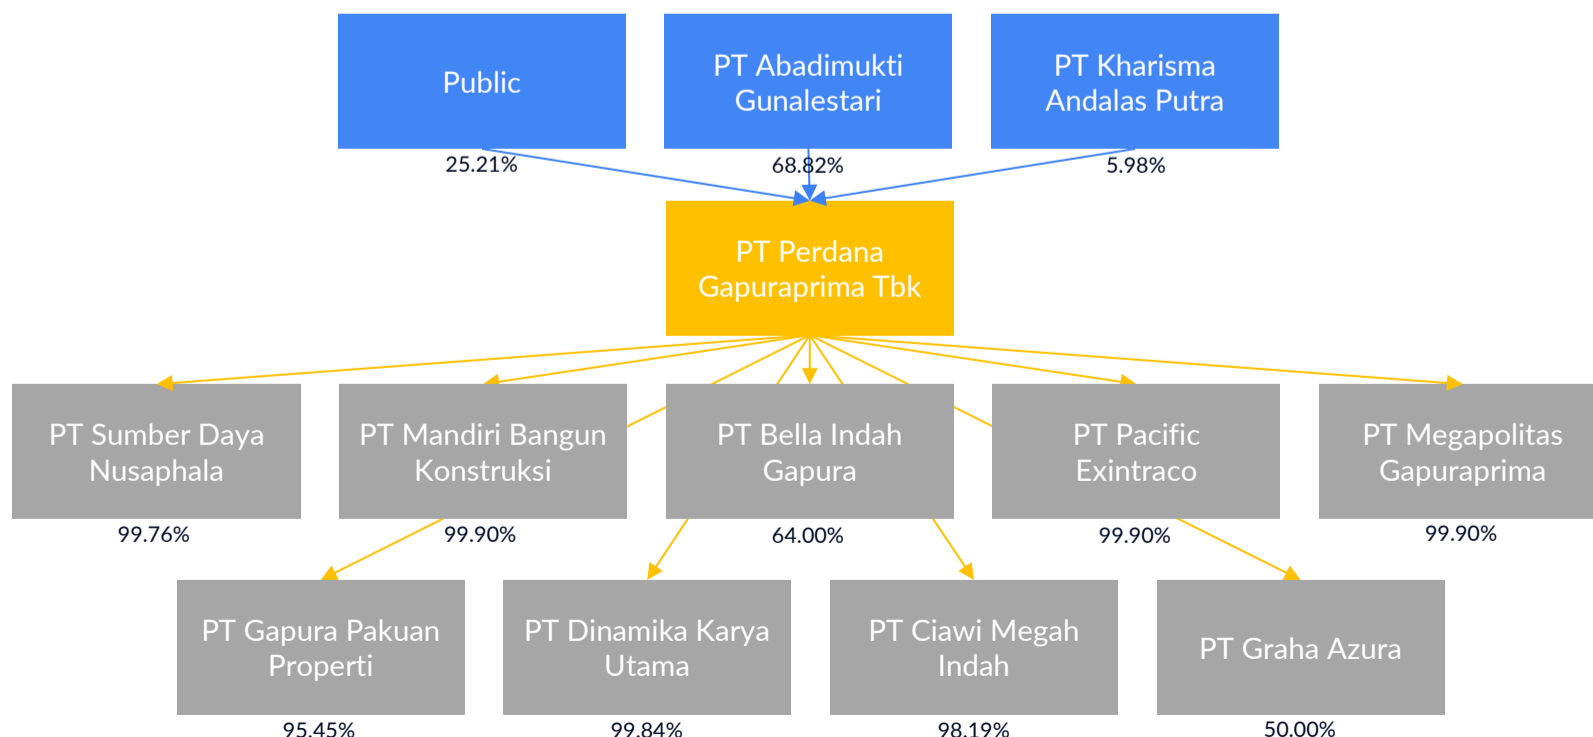 Public
PT Abadimukti
Gunalestari
PT Kharisma
Andalas Putra
25.21%
68.82%
5.98%
PT Perdana
Gapuraprima Tbk
PT Sumber Daya
Nusaphala
PT Mandiri Bangun
Konstruksi
PT Bella Indah
Gapura
PT Pacific
Exintraco
PT Megapolitas
Gapuraprima
99.76%
99.90%
64.00%
99.90%
99.90%
PT Gapura Pakuan
Properti
PT Dinamika Karya
Utama
PT Ciawi Megah
Indah
PT Graha Azura
95.45%
99.84%
98.19%
50.00%